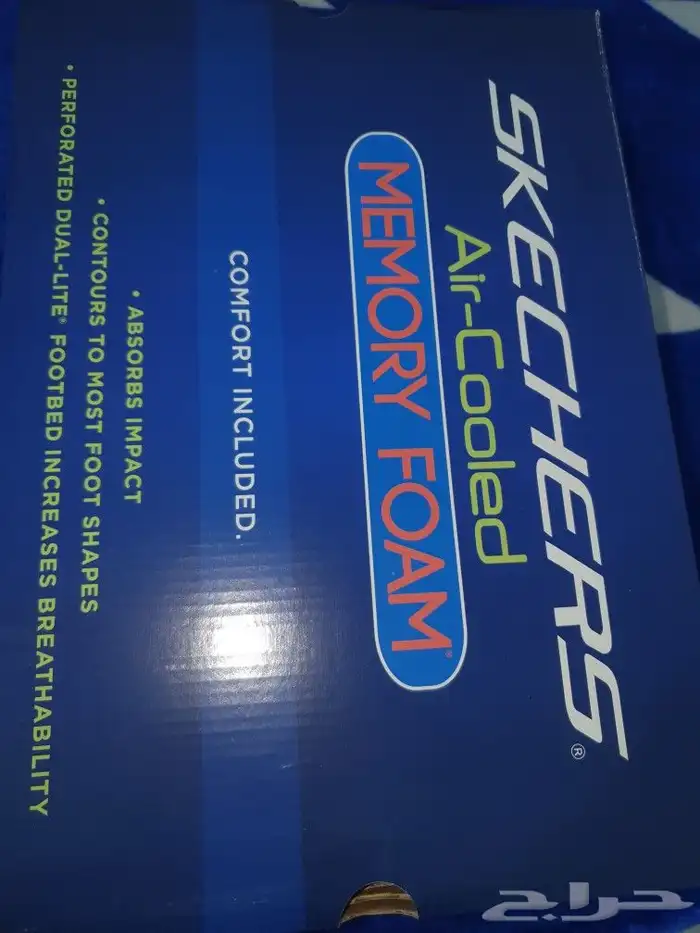 SKECHERS®
Air-Cooled
MEMORY FOAM®
COMFORT INCLUDED.
• ABSORBS IMPACT
• CONTOURS TO MOST FOOT SHAPES
• PERFORATED DUAL-LITE® FOOTBED INCREASES BREATHABILITY
حراج